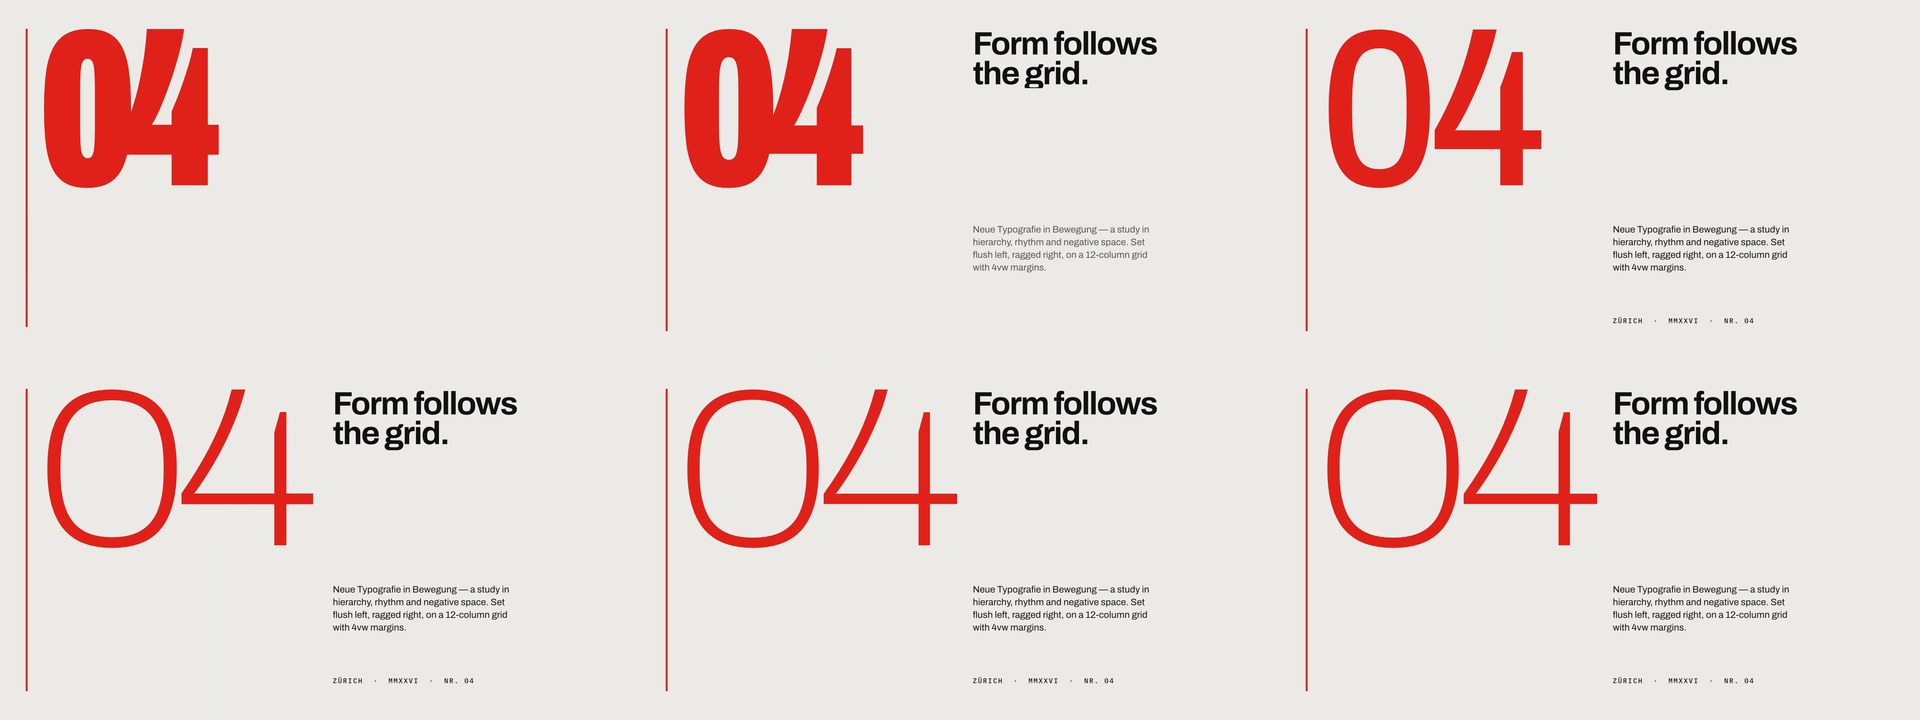 04
04
Form follows
the grid.
Neue Typografie in Bewegung — a study in
hierarchy, rhythm and negative space. Set
flush left, ragged right, on a 12-column grid
with 4vw margins.
04
Form follows
the grid.
Neue Typografie in Bewegung — a study in
hierarchy, rhythm and negative space. Set
flush left, ragged right, on a 12-column grid
with 4vw margins.
ZÜRICH · MMXXVI · NR. 04
04
Form follows
the grid.
Neue Typografie in Bewegung — a study in
hierarchy, rhythm and negative space. Set
flush left, ragged right, on a 12-column grid
with 4vw margins.
ZÜRICH · MMXXVI · NR. 04
04
Form follows
the grid.
Neue Typografie in Bewegung — a study in
hierarchy, rhythm and negative space. Set
flush left, ragged right, on a 12-column grid
with 4vw margins.
ZÜRICH · MMXXVI · NR. 04
04
Form follows
the grid.
Neue Typografie in Bewegung — a study in
hierarchy, rhythm and negative space. Set
flush left, ragged right, on a 12-column grid
with 4vw margins.
ZÜRICH · MMXXVI · NR. 04